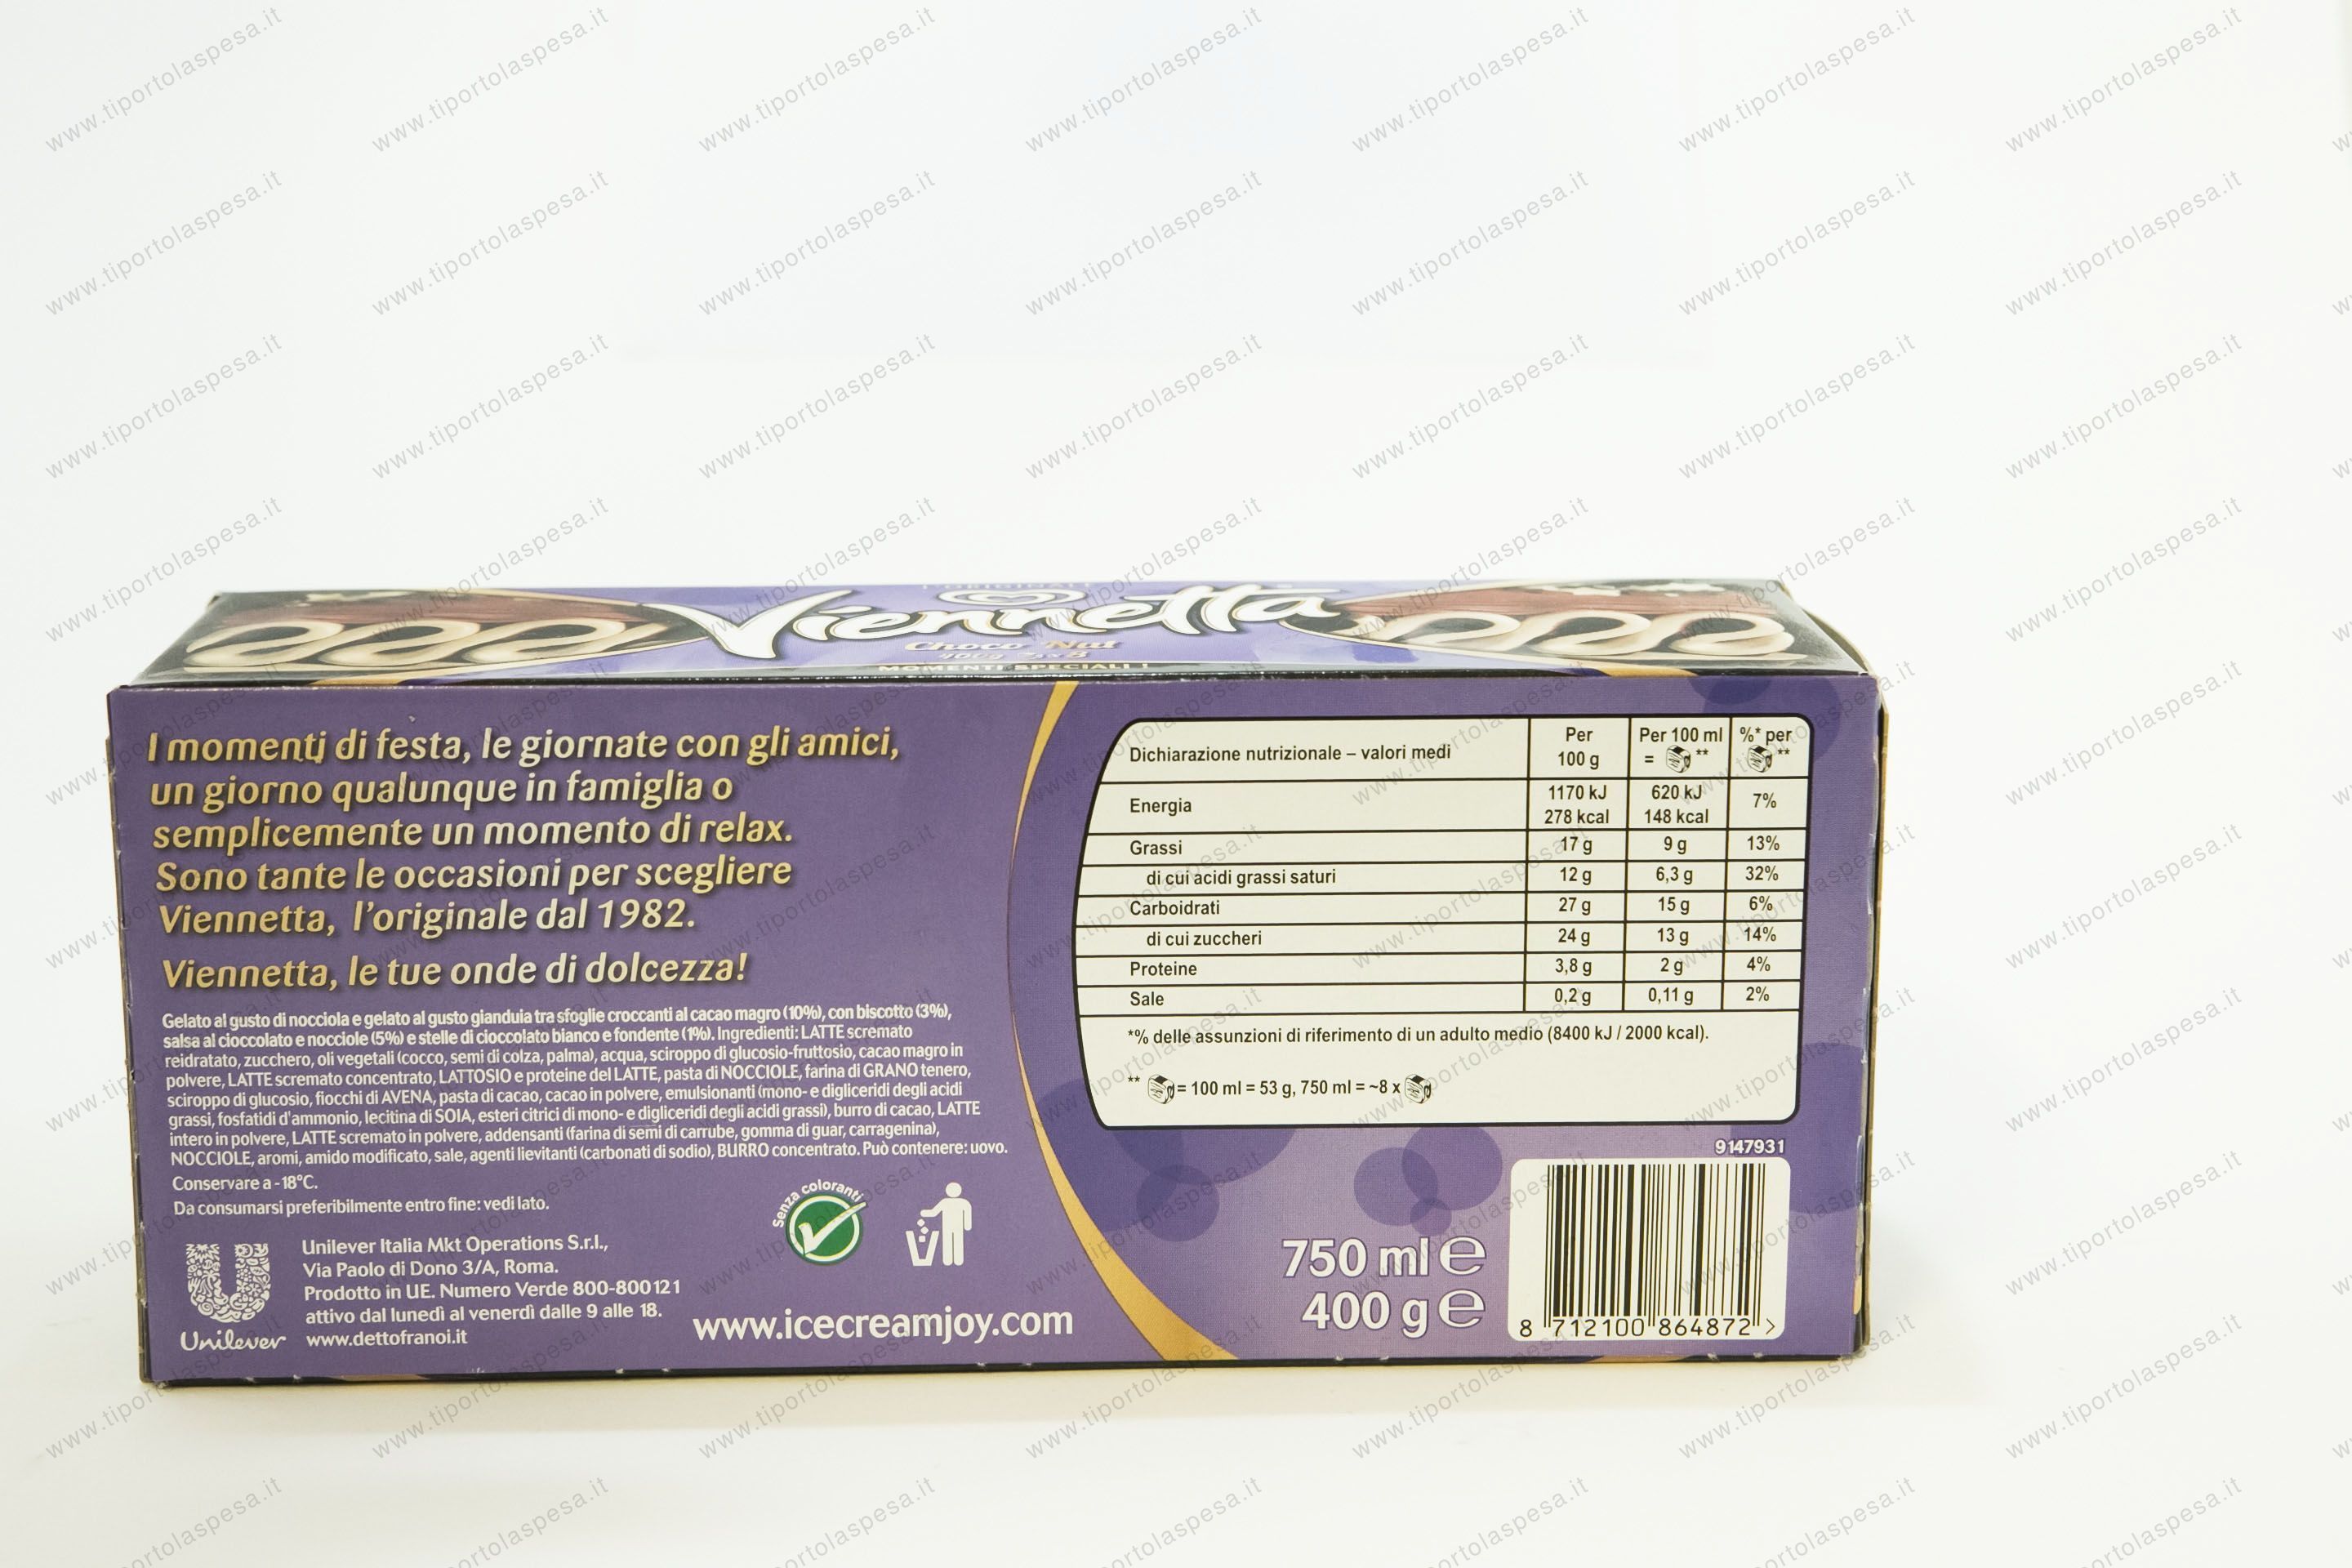 Viennetta
Choco Nut
MOMENTI SPECIALI!
I momenti di festa, le giornate con gli amici,
un giorno qualunque in famiglia o
semplicemente un momento di relax.
Sono tante le occasioni per scegliere
Viennetta, l'originale dal 1982.
Viennetta, le tue onde di dolcezza!
Gelato al gusto di nocciola e gelato al gusto gianduia tra sfoglie croccanti al cacao magro (10%), con biscotto (3%),
salsa al cioccolato e nocciole (5%) e stelle di cioccolato bianco e fondente (1%). Ingredienti: LATTE scremato
reidratato, zucchero, oli vegetali (cocco, semi di colza, palma), acqua, sciroppo di glucosio-fruttosio, cacao magro in
polvere, LATTE scremato concentrato, LATTOSIO e proteine del LATTE, pasta di NOCCIOLE, farina di GRANO tenero,
sciroppo di glucosio, fiocchi di AVENA, pasta di cacao, cacao in polvere, emulsionanti (mono- e digliceridi degli acidi
grassi, fosfatidi d'ammonio, lecitina di SOIA, esteri citrici di mono- e digliceridi degli acidi grassi), burro di cacao, LATTE
intero in polvere, LATTE scremato in polvere, addensanti (farina di semi di carrube, gomma di guar, carragenina),
NOCCIOLE, aromi, amido modificato, sale, agenti lievitanti (carbonati di sodio), BURRO concentrato. Può contenere: uovo.
Conservare a -18°C.
Da consumarsi preferibilmente entro fine: vedi lato.
Senza coloranti
Unilever
Unilever Italia Mkt Operations S.r.l.,
Via Paolo di Dono 3/A, Roma.
Prodotto in UE. Numero Verde 800-800121
attivo dal lunedì al venerdì dalle 9 alle 18.
www.dettofranoi.it
www.icecreamjoy.com
Dichiarazione nutrizionale – valori medi Per 100 g Per 100 ml = ** %* per **
Energia 1170 kJ 278 kcal 620 kJ 148 kcal 7%
Grassi 17 g 9 g 13%
di cui acidi grassi saturi 12 g 6,3 g 32%
Carboidrati 27 g 15 g 6%
di cui zuccheri 24 g 13 g 14%
Proteine 3,8 g 2 g 4%
Sale 0,2 g 0,11 g 2%
*% delle assunzioni di riferimento di un adulto medio (8400 kJ / 2000 kcal).
** = 100 ml = 53 g, 750 ml = ~8 x
9147931
750 ml e
400 g e
8 712100 864872 >
www.tiportolaspesa.it